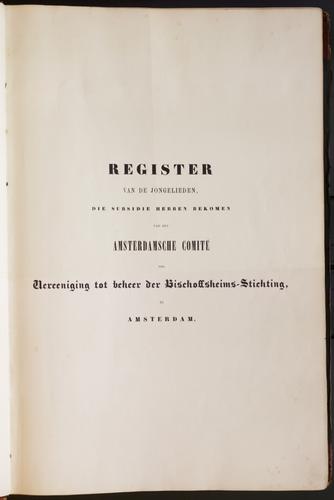 REGISTER
VAN DE JONGELIEDEN,
DIE SUBSIDIE HEBBEN BEKOMEN
VAN HET
AMSTERDAMSCHE COMITÉ
DER
Vereeniging tot beheer der Bischoffsheims-Stichting,
TE
AMSTERDAM.